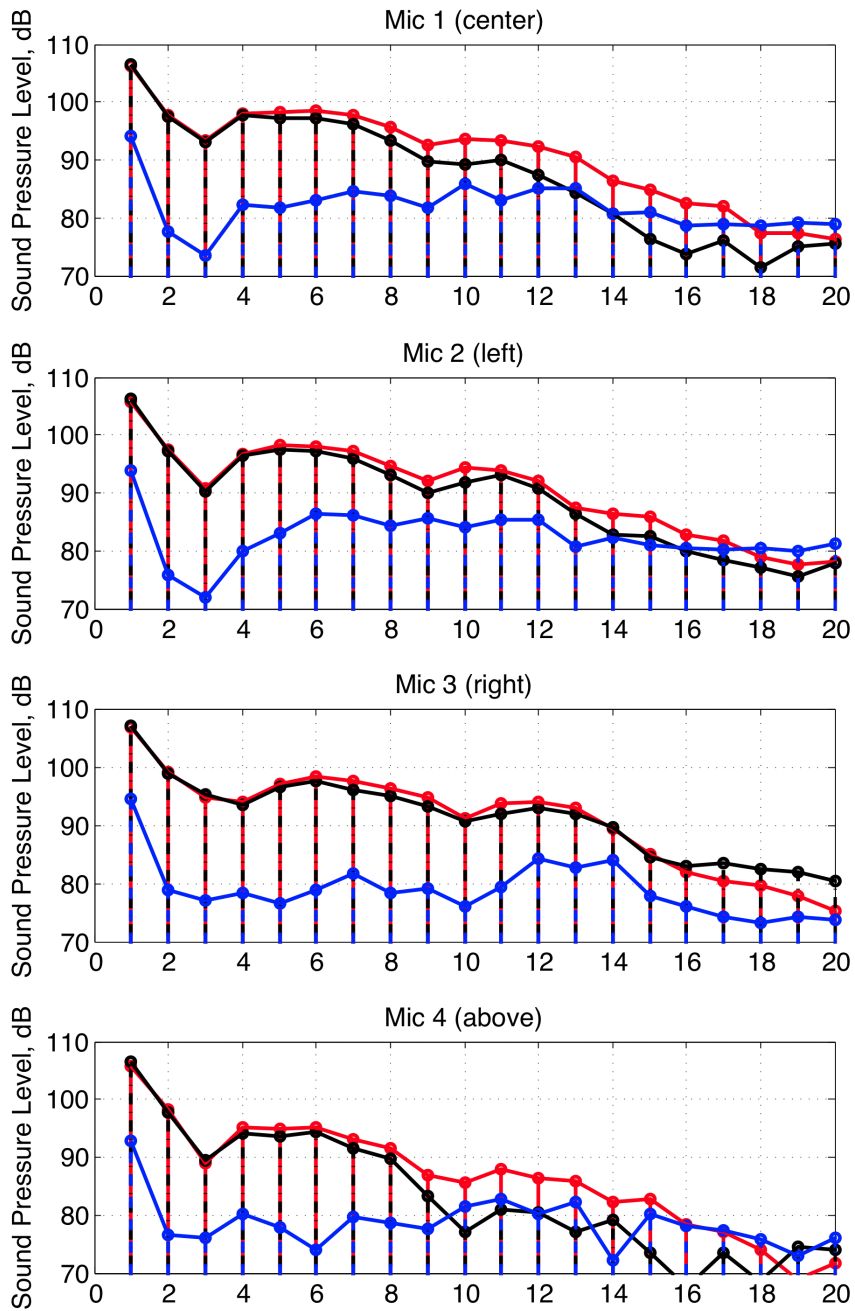 Mic 1 (center)
Sound Pressure Level, dB
110
100
90
80
70
0 2 4 6 8 10 12 14 16 18 20
Mic 2 (left)
Sound Pressure Level, dB
110
100
90
80
70
0 2 4 6 8 10 12 14 16 18 20
Mic 3 (right)
Sound Pressure Level, dB
110
100
90
80
70
0 2 4 6 8 10 12 14 16 18 20
Mic 4 (above)
Sound Pressure Level, dB
110
100
90
80
70
0 2 4 6 8 10 12 14 16 18 20